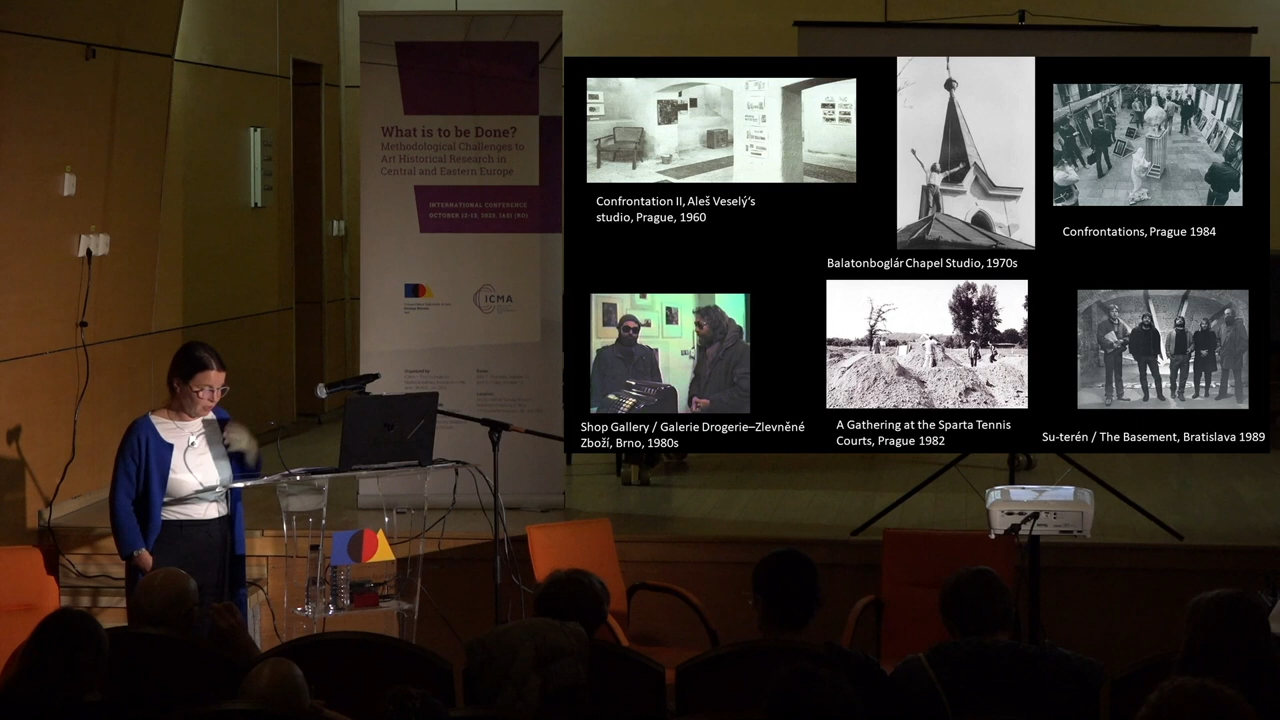 What is to be Done?
Methodological Challenges to
Art Historical Research in
Central and Eastern Europe
INTERNATIONAL CONFERENCE
ICMA
Confrontation II, Aleš Veselý's
studio, Prague, 1960
Balatonboglár Chapel Studio, 1970s
Confrontations, Prague 1984
Shop Gallery / Galerie Drogerie–Zlevněné
Zboží, Brno, 1980s
A Gathering at the Sparta Tennis
Courts, Prague 1982
Su-terén / The Basement, Bratislava 1989